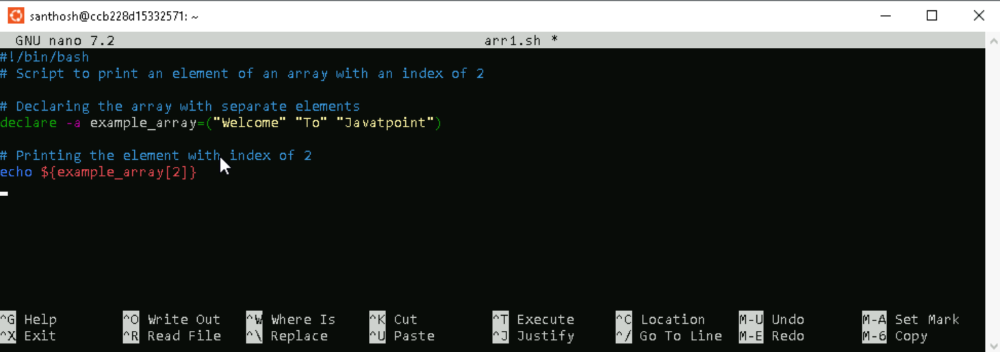 santhosh@ccb228d15332571: ~
GNU nano 7.2 arr1.sh *
#!/bin/bash
# Script to print an element of an array with an index of 2
# Declaring the array with separate elements
declare -a example_array=("Welcome" "To" "Javatpoint")
# Printing the element with index of 2
echo ${example_array[2]}
^G Help ^O Write Out ^W Where Is ^K Cut ^T Execute ^C Location M-U Undo M-A Set Mark
^X Exit ^R Read File ^\ Replace ^U Paste ^J Justify ^/ Go To Line M-E Redo M-6 Copy